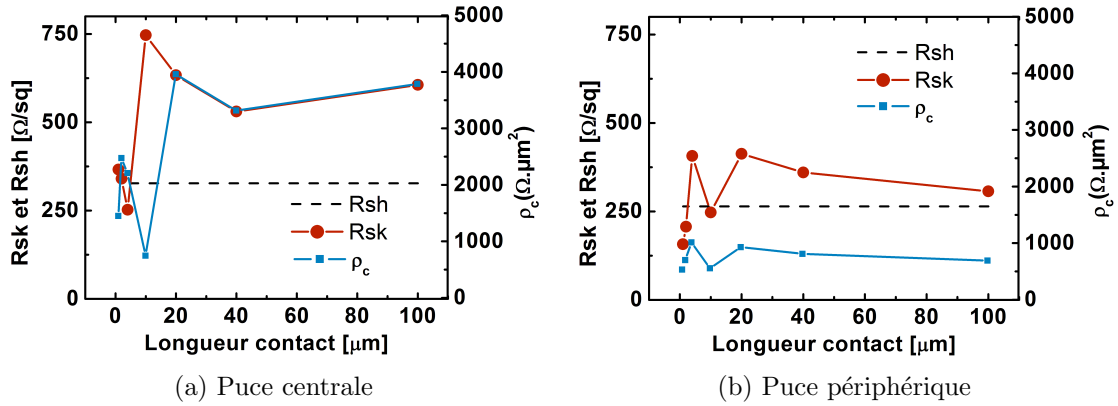 Rsk et Rsh [Ω/sq]
750
500
250
0
5000
4000
3000
2000
1000
0
ρc(Ω.μm²)
Rsh
Rsk
ρc
0 20 40 60 80 100
Longueur contact [μm]
(a) Puce centrale
Rsk et Rsh [Ω/sq]
750
500
250
0
5000
4000
3000
2000
1000
0
ρc(Ω.μm²)
Rsh
Rsk
ρc
0 20 40 60 80 100
Longueur contact [μm]
(b) Puce périphérique